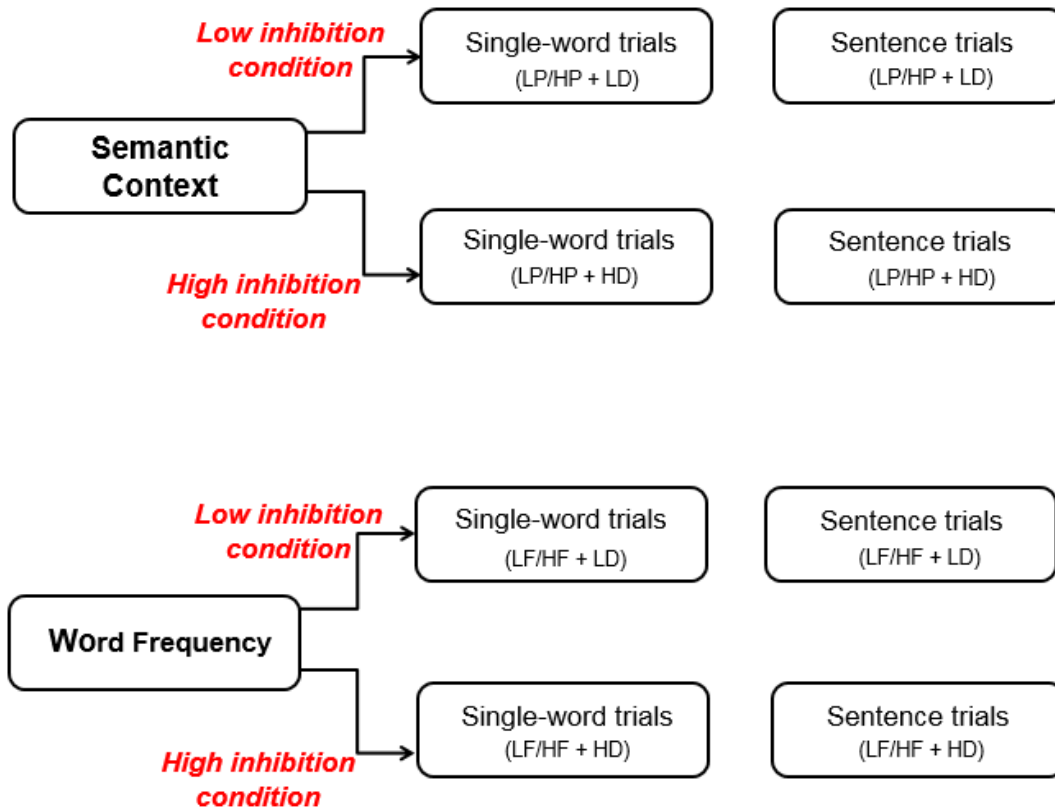 Low inhibition
condition
Single-word trials
(LP/HP + LD)
Sentence trials
(LP/HP + LD)
Semantic
Context
High inhibition
condition
Single-word trials
(LP/HP + HD)
Sentence trials
(LP/HP + HD)
Low inhibition
condition
Single-word trials
(LF/HF + LD)
Sentence trials
(LF/HF + LD)
Word Frequency
High inhibition
condition
Single-word trials
(LF/HF + HD)
Sentence trials
(LF/HF + HD)